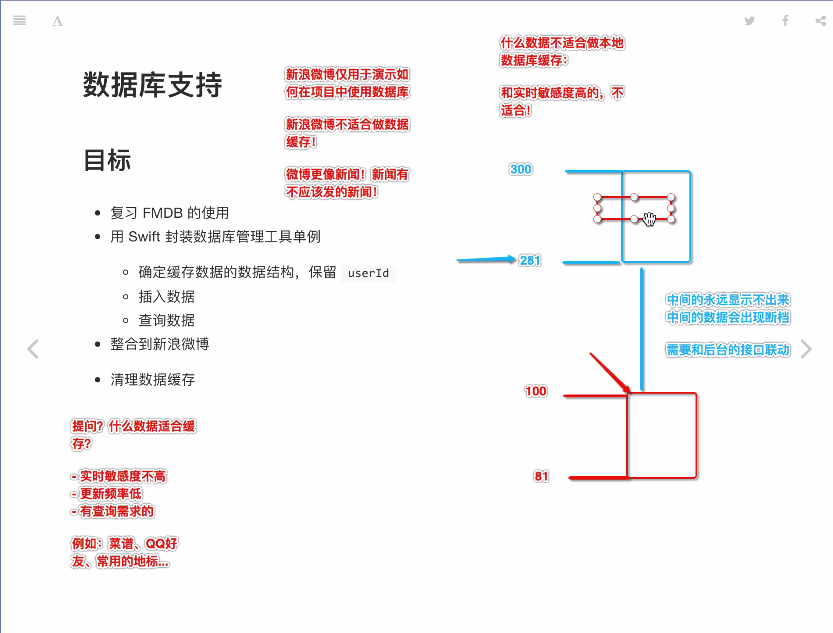 A
数据库支持
目标
复习 FMDB 的使用
用 Swift 封装数据库管理工具单例
确定缓存数据的数据结构，保留 userId
插入数据
查询数据
整合到新浪微博
清理数据缓存
提问？什么数据适合缓
存？
- 实时敏感度不高
- 更新频率低
- 有查询需求的
例如：菜谱、QQ好
友、常用的地标...
新浪微博仅用于演示如
何在项目中使用数据库
新浪微博不适合做数据
缓存！
微博更像新闻！新闻有
不应该发的新闻！
什么数据不适合做本地
数据库缓存：
和实时敏感度高的，不
适合！
300
281
中间的永远显示不出来
中间的数据会出现断档
需要和后台的接口联动
100
81